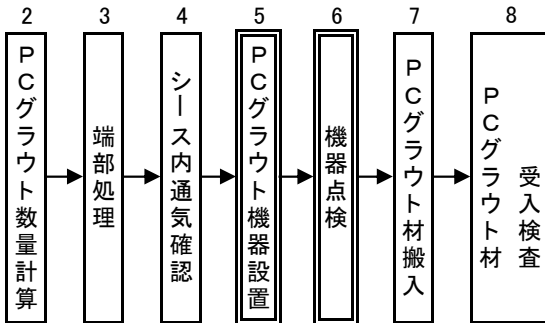 2
PCグラウト数量計算
3
端部処理
4
シース内通気確認
5
PCグラウト機器設置
6
機器点検
7
PCグラウト材搬入
8
PCグラウト材
受入検査